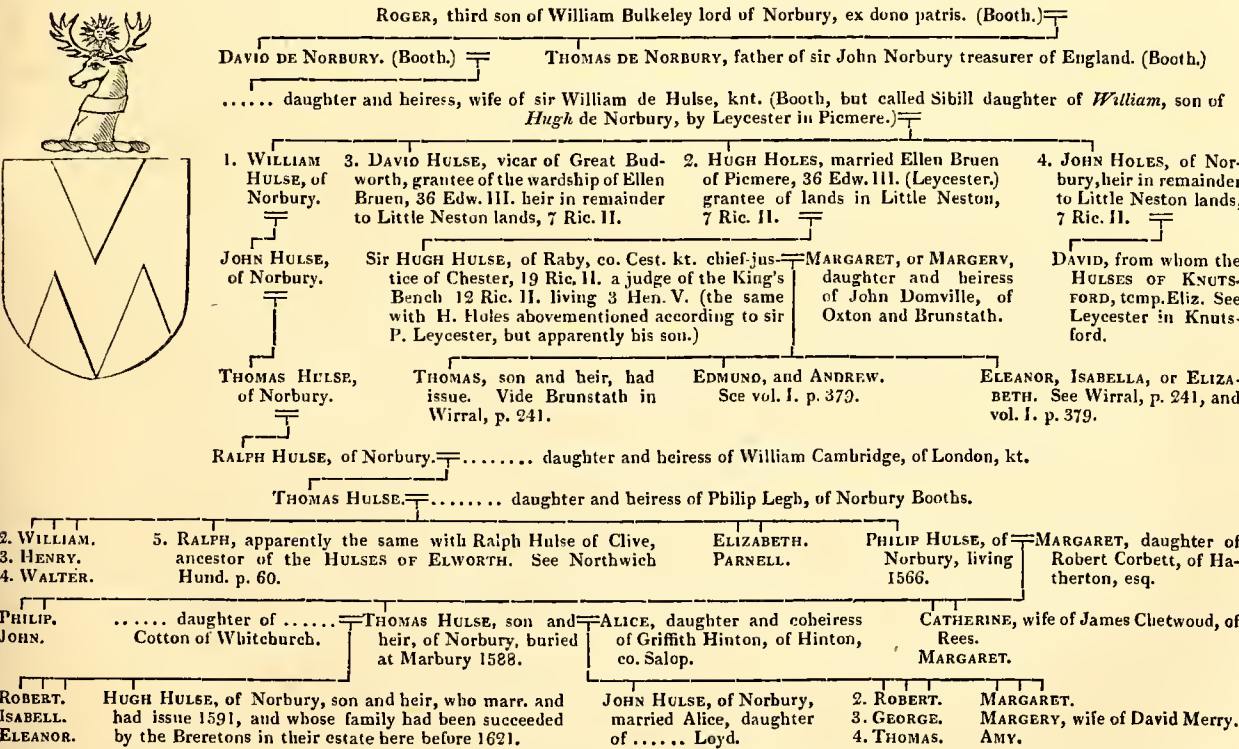 ROGER, third son of William Bulkeley lord of Norbury, ex dono patris. (Booth.)
DAVID DE NORBURY. (Booth.)
THOMAS DE NORBURY, father of sir John Norbury treasurer of England. (Booth.)
...... daughter and heiress, wife of sir William de Hulse, knt. (Booth, but called Sibill daughter of William, son of
Hugh de Norbury, by Leycester in Picmere.)
1. WILLIAM
HULSE, of
Norbury.
3. DAVID HULSE, vicar of Great Bud-
worth, grantee of the wardship of Ellen
Bruen, 36 Edw. III. heir in remainder
to Little Neston lands, 7 Ric. II.
2. HUGH HOLES, married Ellen Bruen
of Picmere, 36 Edw. III. (Leycester.)
grantee of lands in Little Neston,
7 Ric. II.
4. JOHN HOLES, of Nor-
bury, heir in remainder
to Little Neston lands,
7 Ric. II.
JOHN HULSE,
of Norbury.
Sir HUGH HULSE, of Raby, co. Cest. kt. chief-jus-
tice of Chester, 19 Ric. II. a judge of the King's
Bench 12 Ric. II. living 3 Hen. V. (the same
with H. Holes abovementioned according to sir
P. Leycester, but apparently his son.)
MARGARET, or MARGERY,
daughter and heiress
of John Domville, of
Oxton and Brunstath.
DAVID, from whom the
HULSES OF KNUTS-
FORD, temp. Eliz. See
Leycester in Knuts-
ford.
THOMAS HULSE,
of Norbury.
THOMAS, son and heir, had
issue. Vide Brunstath in
Wirral, p. 241.
EDMUND, and ANDREW.
See vol. I. p. 379.
ELEANOR, ISABELLA, or ELIZA-
BETH. See Wirral, p. 241, and
vol. I. p. 379.
RALPH HULSE, of Norbury.
........ daughter and heiress of William Cambridge, of London, kt.
THOMAS HULSE.
........ daughter and heiress of Philip Legh, of Norbury Booths.
2. WILLIAM.
3. HENRY.
4. WALTER.
5. RALPH, apparently the same with Ralph Hulse of Clive,
ancestor of the HULSES OF ELWORTH. See Northwich
Hund. p. 60.
ELIZABETH.
PARNELL.
PHILIP HULSE, of
Norbury, living
1566.
MARGARET, daughter of
Robert Corbett, of Ha-
therton, esq.
PHILIP.
JOHN.
...... daughter of ......
Cotton of Whitchurch.
THOMAS HULSE, son and
heir, of Norbury, buried
at Marbury 1588.
ALICE, daughter and coheiress
of Griffith Hinton, of Hinton,
co. Salop.
CATHERINE, wife of James Chetwoud, of
Rees.
MARGARET.
ROBERT.
ISABELL.
ELEANOR.
HUGH HULSE, of Norbury, son and heir, who marr. and
had issue 1591, and whose family had been succeeded
by the Breretons in their estate here before 1621.
JOHN HULSE, of Norbury,
married Alice, daughter
of ...... Loyd.
2. ROBERT.
3. GEORGE.
4. THOMAS.
MARGARET.
MARGERY, wife of David Merry.
AMY.